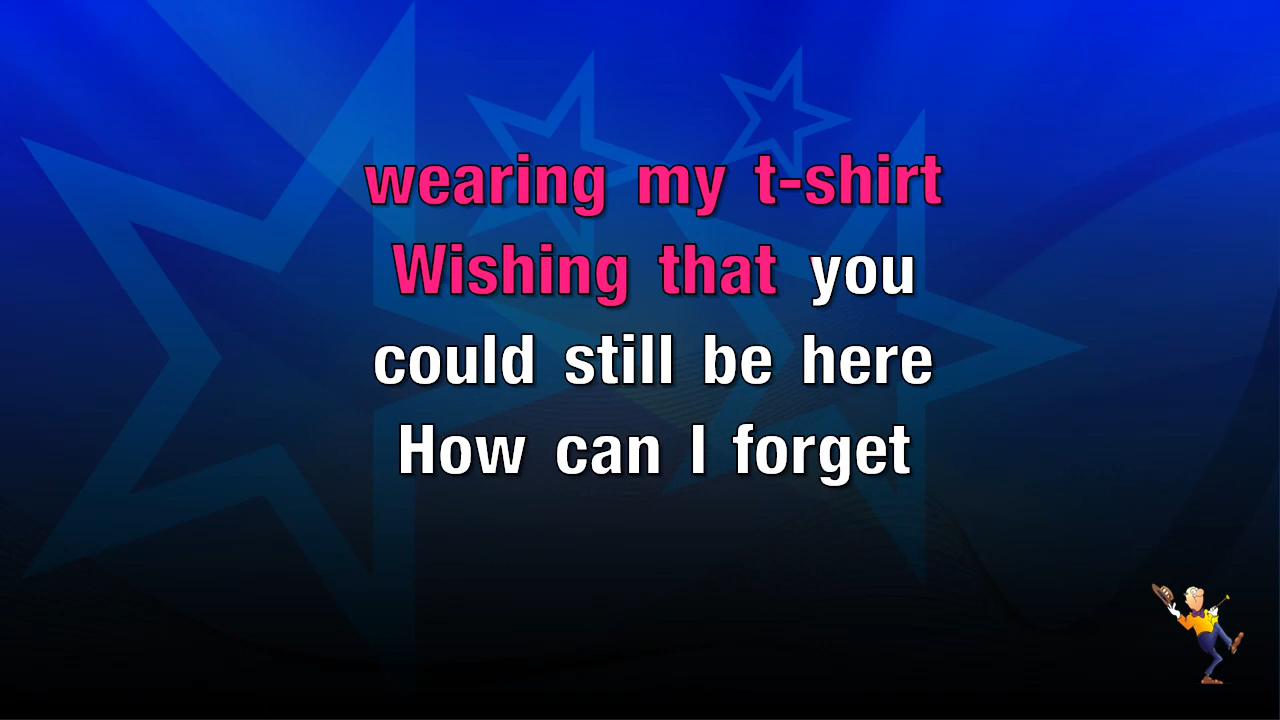 wearing my t-shirt
Wishing that you
could still be here
How can I forget